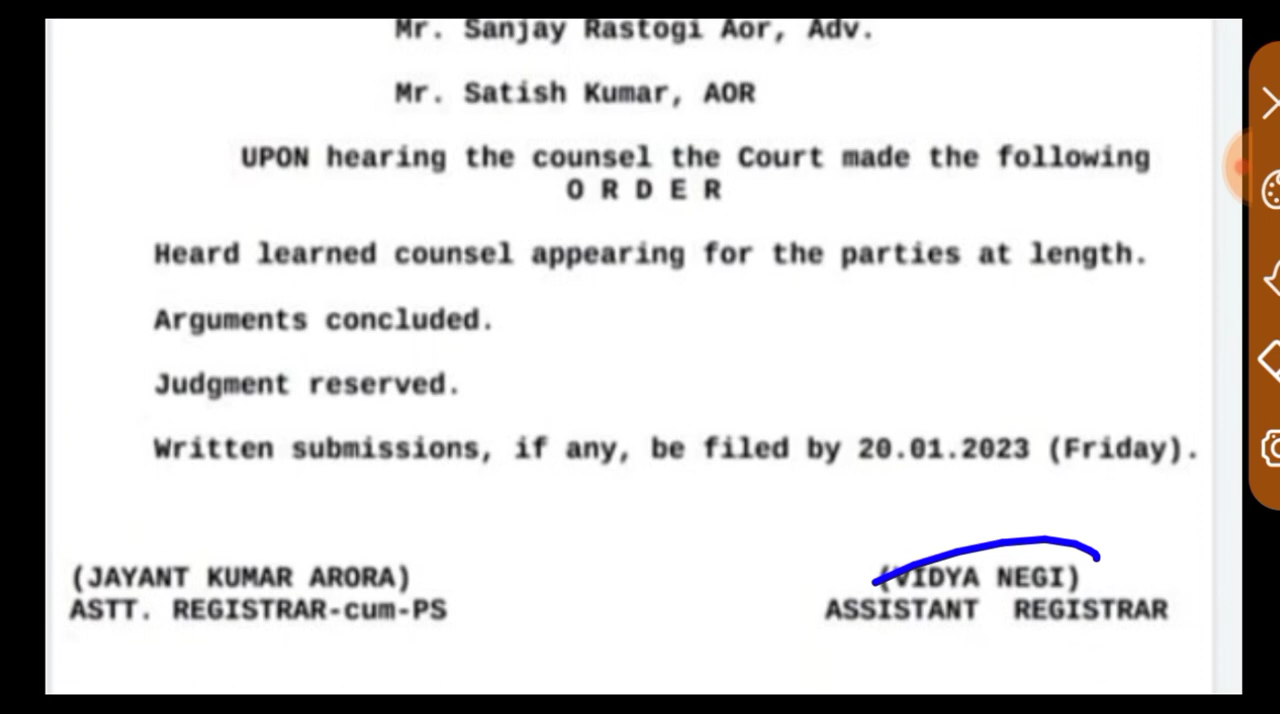 Mr. Sanjay Rastogi Aor, Adv.
Mr. Satish Kumar, AOR
UPON hearing the counsel the Court made the following
O R D E R
Heard learned counsel appearing for the parties at length.
Arguments concluded.
Judgment reserved.
Written submissions, if any, be filed by 20.01.2023 (Friday).
(JAYANT KUMAR ARORA) (VIDYA NEGI)
ASTT. REGISTRAR-cum-PS ASSISTANT REGISTRAR